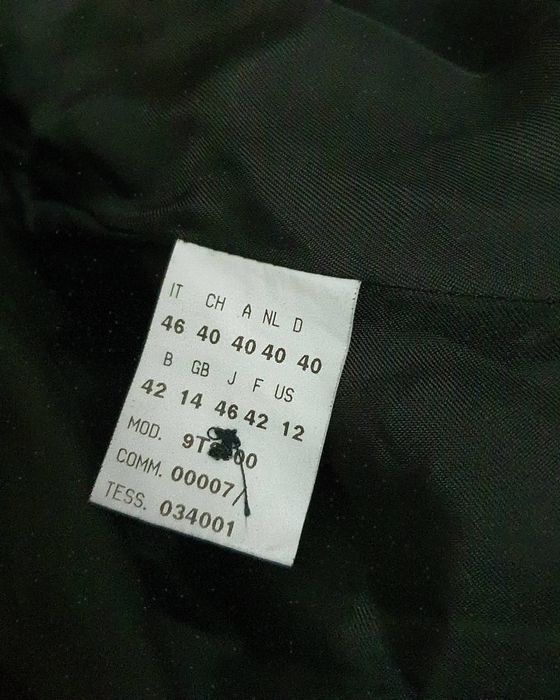 IT CH A NL D
46 40 40 40 40
B GB J F US
42 14 46 42 12
MOD. 00
COMM. 00007/
TESS. 034001